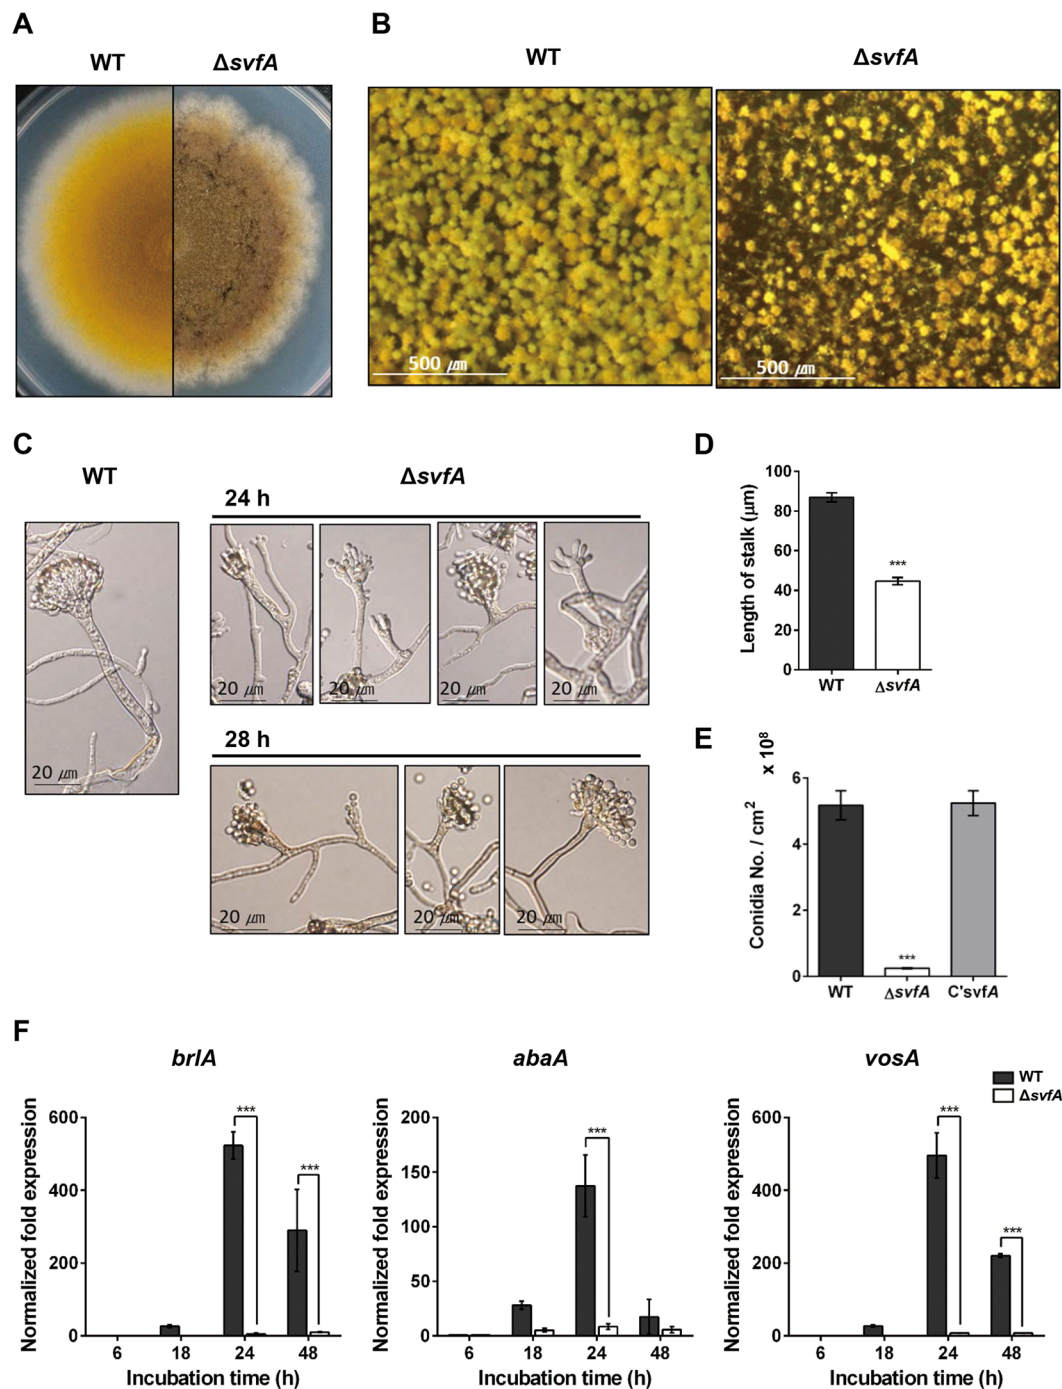 A
WT ΔsvfA
B
WT ΔsvfA
500 ㎛ 500 ㎛
C
WT ΔsvfA
24 h
20 ㎛ 20 ㎛ 20 ㎛ 20 ㎛
20 ㎛
28 h
20 ㎛ 20 ㎛ 20 ㎛
D
Length of stalk (μm)
100
80
60
40
20
0
***
WT ΔsvfA
E
x 10⁸
Conidia No. / cm²
6
4
2
0
***
WT ΔsvfA C'svfA
F
brlA
Normalized fold expression
600
400
200
0
*** ***
6 18 24 48
Incubation time (h)
abaA
Normalized fold expression
200
150
100
50
0
***
6 18 24 48
Incubation time (h)
vosA
WT
ΔsvfA
Normalized fold expression
600
400
200
0
*** ***
6 18 24 48
Incubation time (h)